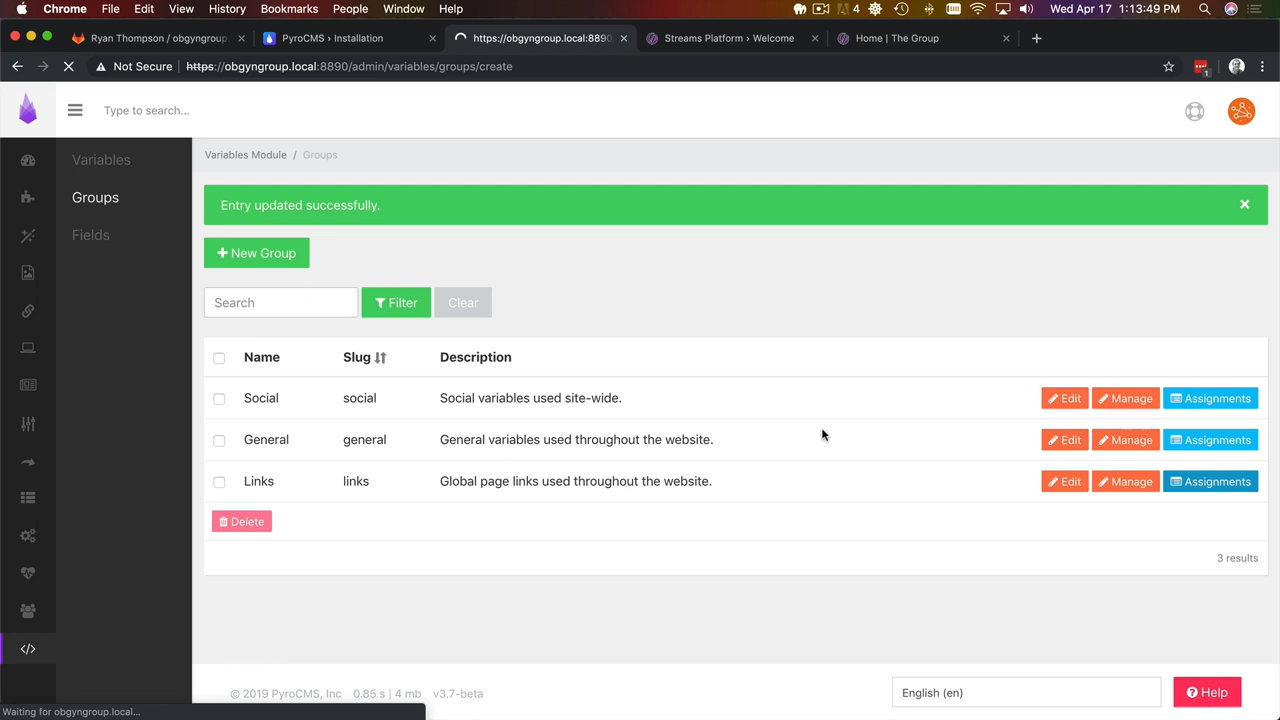 Chrome File Edit View History Bookmarks People Window Help 4 Wed Apr 17 1:13:49 PM
Ryan Thompson / obgyngroup. PyroCMS › Installation https://obgyngroup.local:8890 Streams Platform › Welcome Home | The Group
Not Secure https://obgyngroup.local:8890/admin/variables/groups/create 1
Type to search...
Variables
Groups
Fields
Variables Module / Groups
Entry updated successfully.
New Group
Search Filter Clear
Name Slug Description
Social social Social variables used site-wide. Edit Manage Assignments
General general General variables used throughout the website. Edit Manage Assignments
Links links Global page links used throughout the website. Edit Manage Assignments
Delete
3 results
© 2019 PyroCMS, Inc 0.85 s | 4 mb v3.7-beta English (en) Help
Waiting for obgyngroup.local...